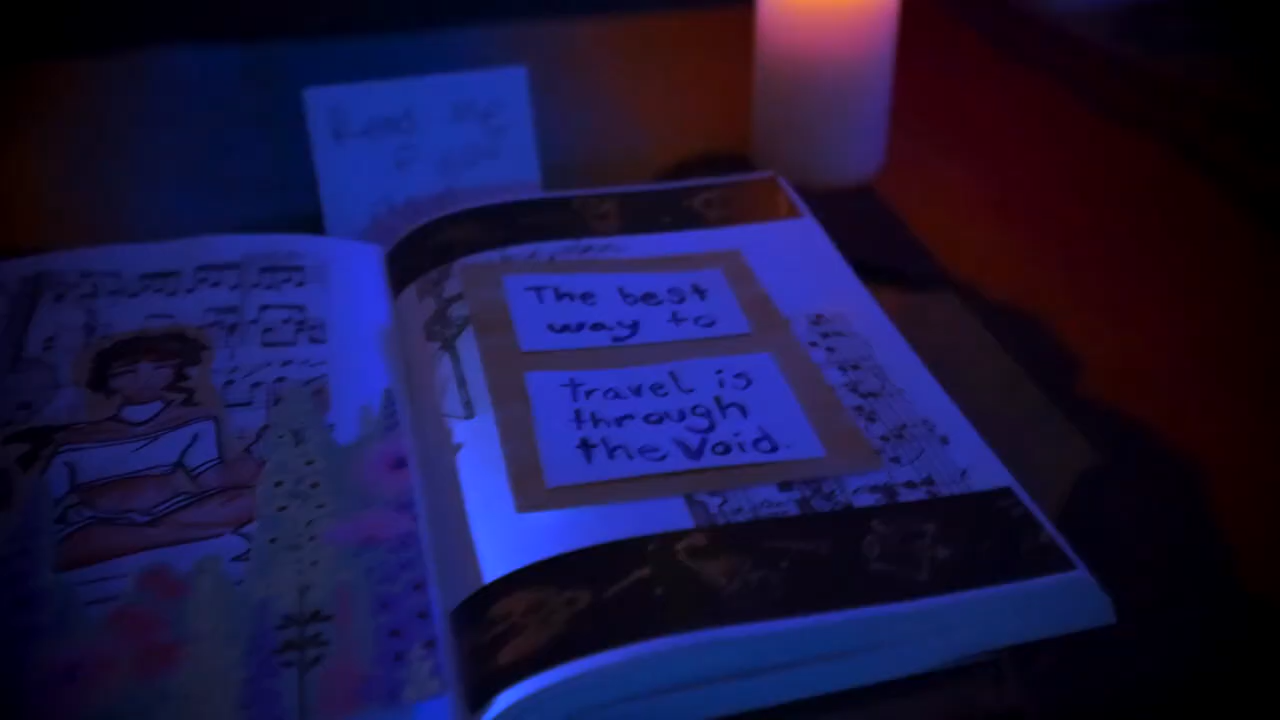 The best
way to
travel is
through
the Void.